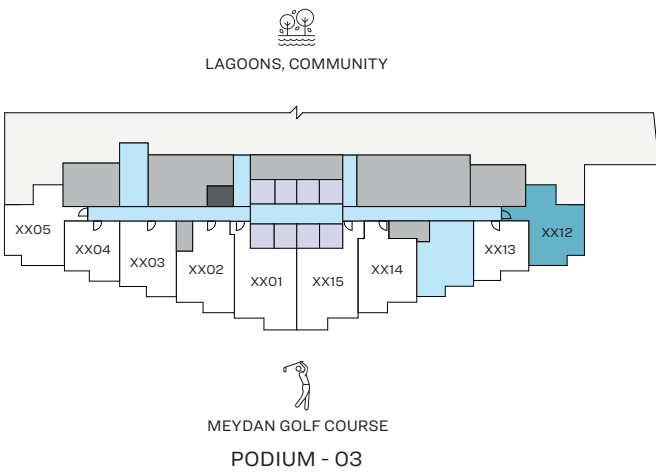 LAGOONS, COMMUNITY
XX05
XX04
XX03
XX02
XX01
XX15
XX14
XX13
XX12
MEYDAN GOLF COURSE
PODIUM - 03